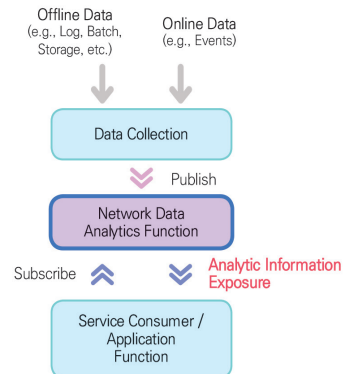 Offline Data
(e.g., Log, Batch,
Storage, etc.)
Online Data
(e.g., Events)
Data Collection
Publish
Network Data
Analytics Function
Subscribe
Analytic Information
Exposure
Service Consumer /
Application
Function